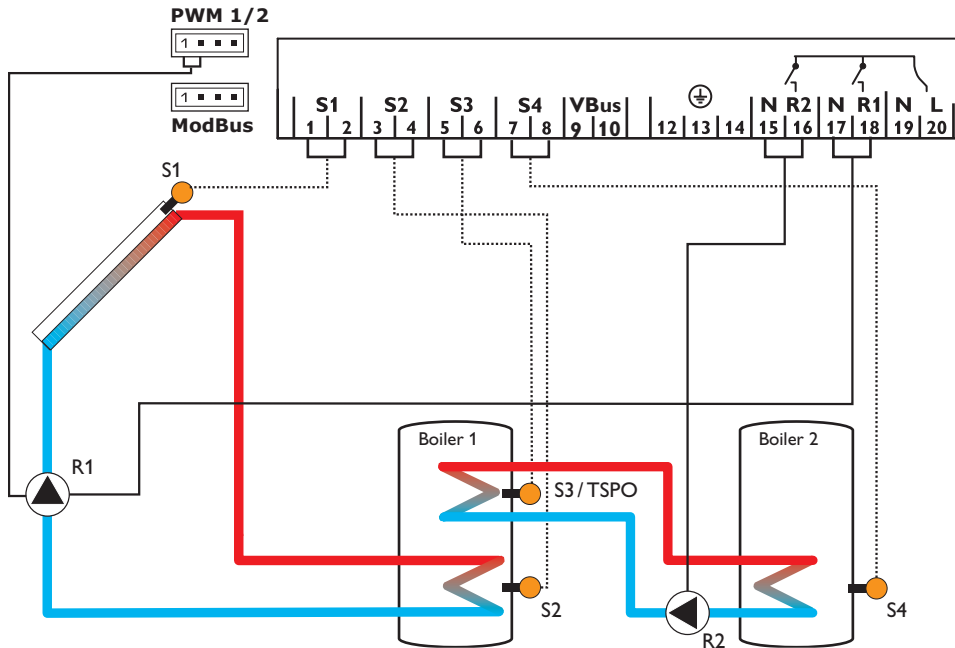 PWM 1/2
1
1
ModBus
S1 S2 S3 S4 VBus ⏚ N R2 N R1 N L
1 2 3 4 5 6 7 8 9 10 12 13 14 15 16 17 18 19 20
S1
R1
Boiler 1
Boiler 2
S3 / TSPO
S2
S4
R2